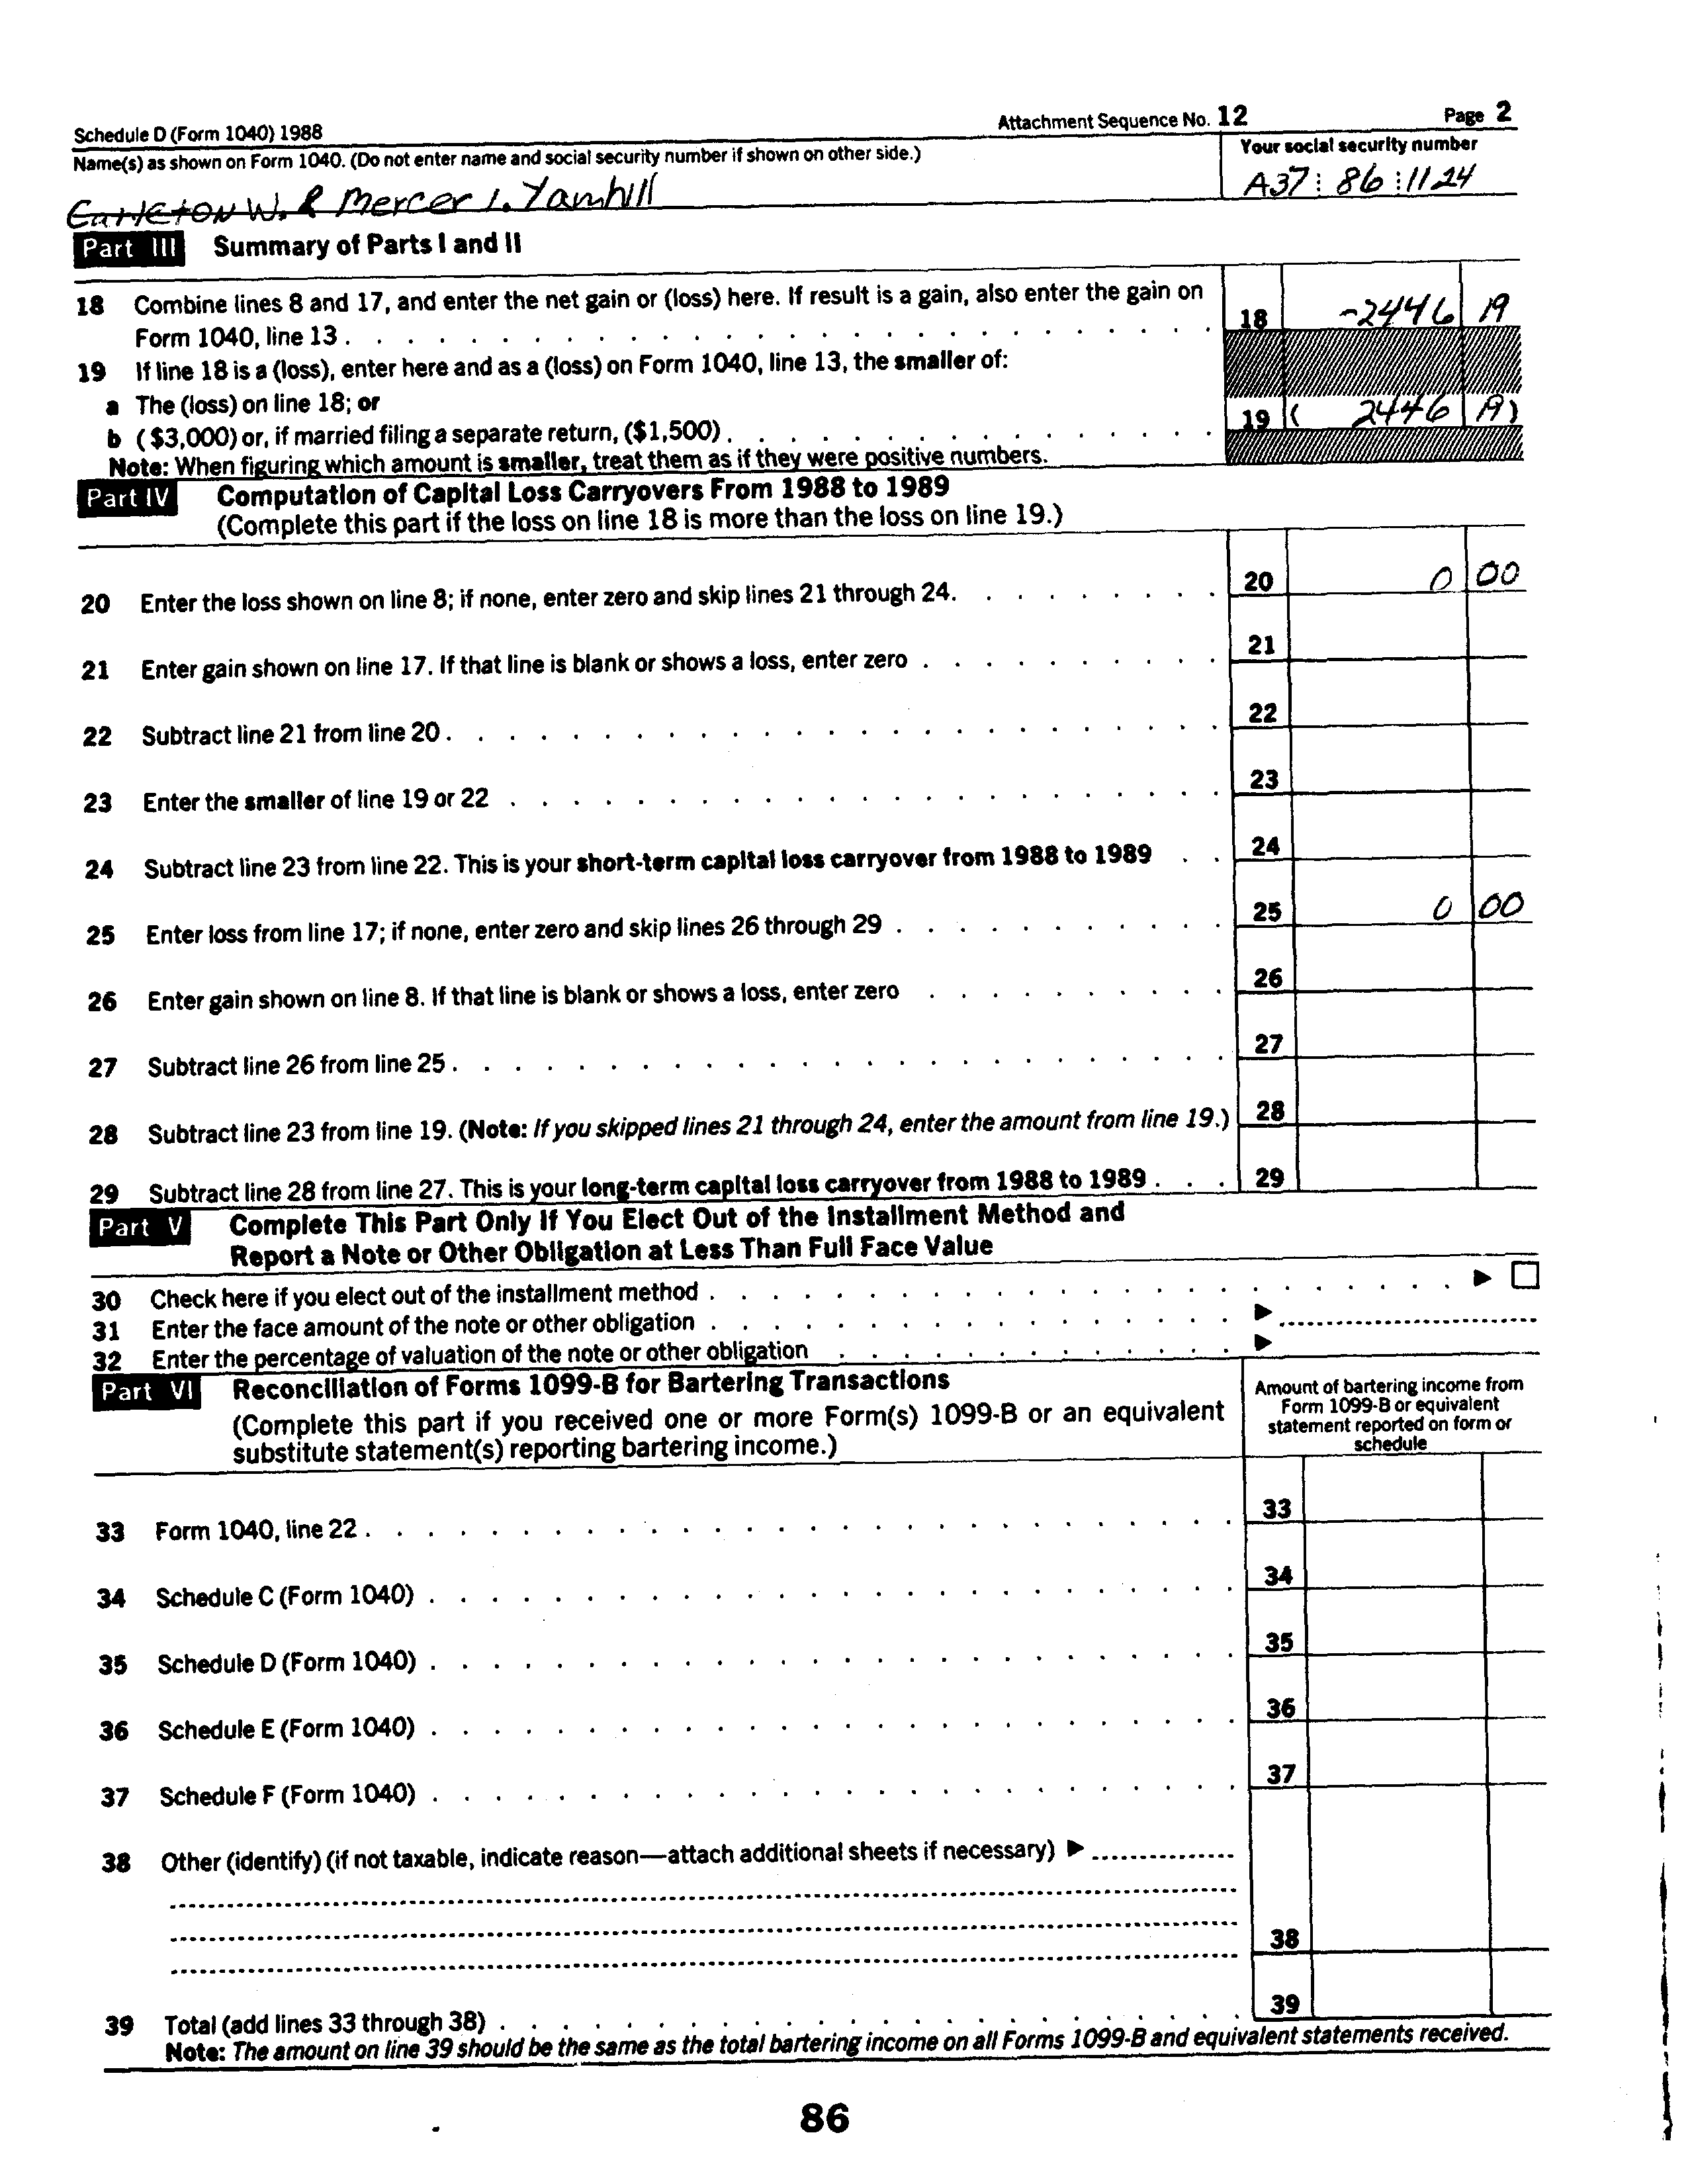 Schedule D (Form 1040) 1988 Attachment Sequence No. 12 Page 2
Name(s) as shown on Form 1040. (Do not enter name and social security number if shown on other side.) Your social security number
Carleton W. & Mercer I. Yamhill A37 86 1124
Part III Summary of Parts I and II
18 Combine lines 8 and 17, and enter the net gain or (loss) here. If result is a gain, also enter the gain on
Form 1040, line 13 . . . 18 -2446 19
19 If line 18 is a (loss), enter here and as a (loss) on Form 1040, line 13, the smaller of:
a The (loss) on line 18; or
b ($3,000) or, if married filing a separate return, ($1,500) . . . 19 ( 2446 19)
Note: When figuring which amount is smaller, treat them as if they were positive numbers.
Part IV Computation of Capital Loss Carryovers From 1988 to 1989
(Complete this part if the loss on line 18 is more than the loss on line 19.)
20 Enter the loss shown on line 8; if none, enter zero and skip lines 21 through 24. . . . 20 0 00
21 Enter gain shown on line 17. If that line is blank or shows a loss, enter zero . . . 21
22 Subtract line 21 from line 20 . . . 22
23 Enter the smaller of line 19 or 22 . . . 23
24 Subtract line 23 from line 22. This is your short-term capital loss carryover from 1988 to 1989 . . 24
25 Enter loss from line 17; if none, enter zero and skip lines 26 through 29 . . . 25 0 00
26 Enter gain shown on line 8. If that line is blank or shows a loss, enter zero . . . 26
27 Subtract line 26 from line 25 . . . 27
28 Subtract line 23 from line 19. (Note: If you skipped lines 21 through 24, enter the amount from line 19.) 28
29 Subtract line 28 from line 27. This is your long-term capital loss carryover from 1988 to 1989 . . . 29
Part V Complete This Part Only If You Elect Out of the Installment Method and
Report a Note or Other Obligation at Less Than Full Face Value
30 Check here if you elect out of the installment method . . . ▶ □
31 Enter the face amount of the note or other obligation . . . ▶
32 Enter the percentage of valuation of the note or other obligation . . . ▶
Part VI Reconciliation of Forms 1099-B for Bartering Transactions
(Complete this part if you received one or more Form(s) 1099-B or an equivalent
substitute statement(s) reporting bartering income.)
Amount of bartering income from
Form 1099-B or equivalent
statement reported on form or
schedule
33 Form 1040, line 22 . . . 33
34 Schedule C (Form 1040) . . . 34
35 Schedule D (Form 1040) . . . 35
36 Schedule E (Form 1040) . . . 36
37 Schedule F (Form 1040) . . . 37
38 Other (identify) (if not taxable, indicate reason—attach additional sheets if necessary) ▶
38
39 Total (add lines 33 through 38) . . . 39
Note: The amount on line 39 should be the same as the total bartering income on all Forms 1099-B and equivalent statements received.
86